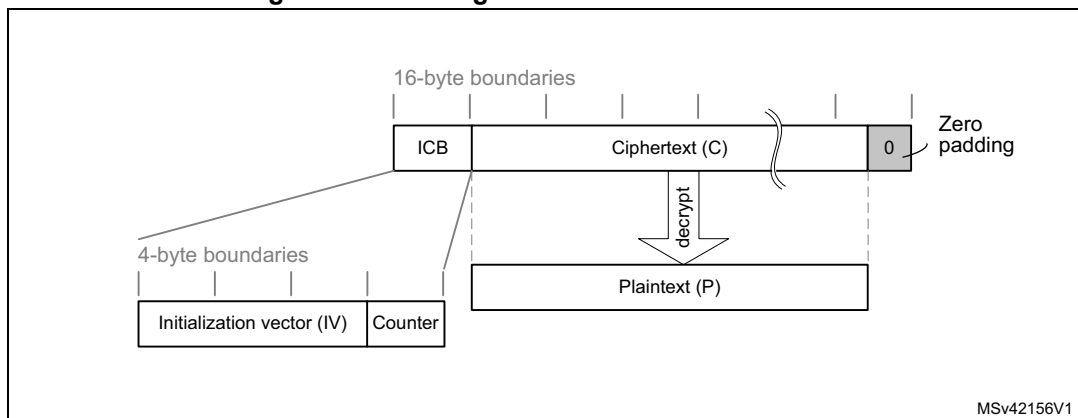 16-byte boundaries
ICB
Ciphertext (C)
0
Zero
padding
decrypt
4-byte boundaries
Plaintext (P)
Initialization vector (IV)
Counter
MSv42156V1